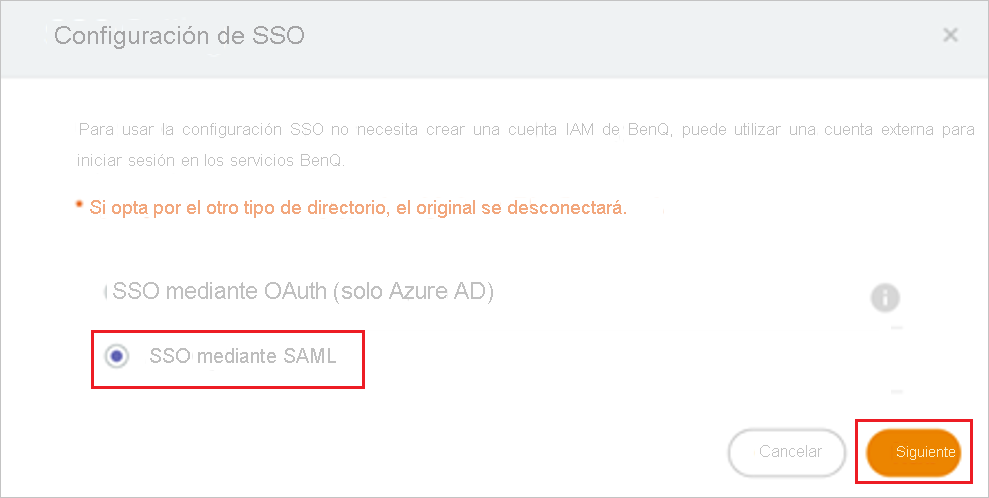 Configuración de SSO
Para usar la configuración SSO no necesita crear una cuenta IAM de BenQ, puede utilizar una cuenta externa para
iniciar sesión en los servicios BenQ.
* Si opta por el otro tipo de directorio, el original se desconectará.
SSO mediante OAuth (solo Azure AD)
SSO mediante SAML
Cancelar
Siguiente